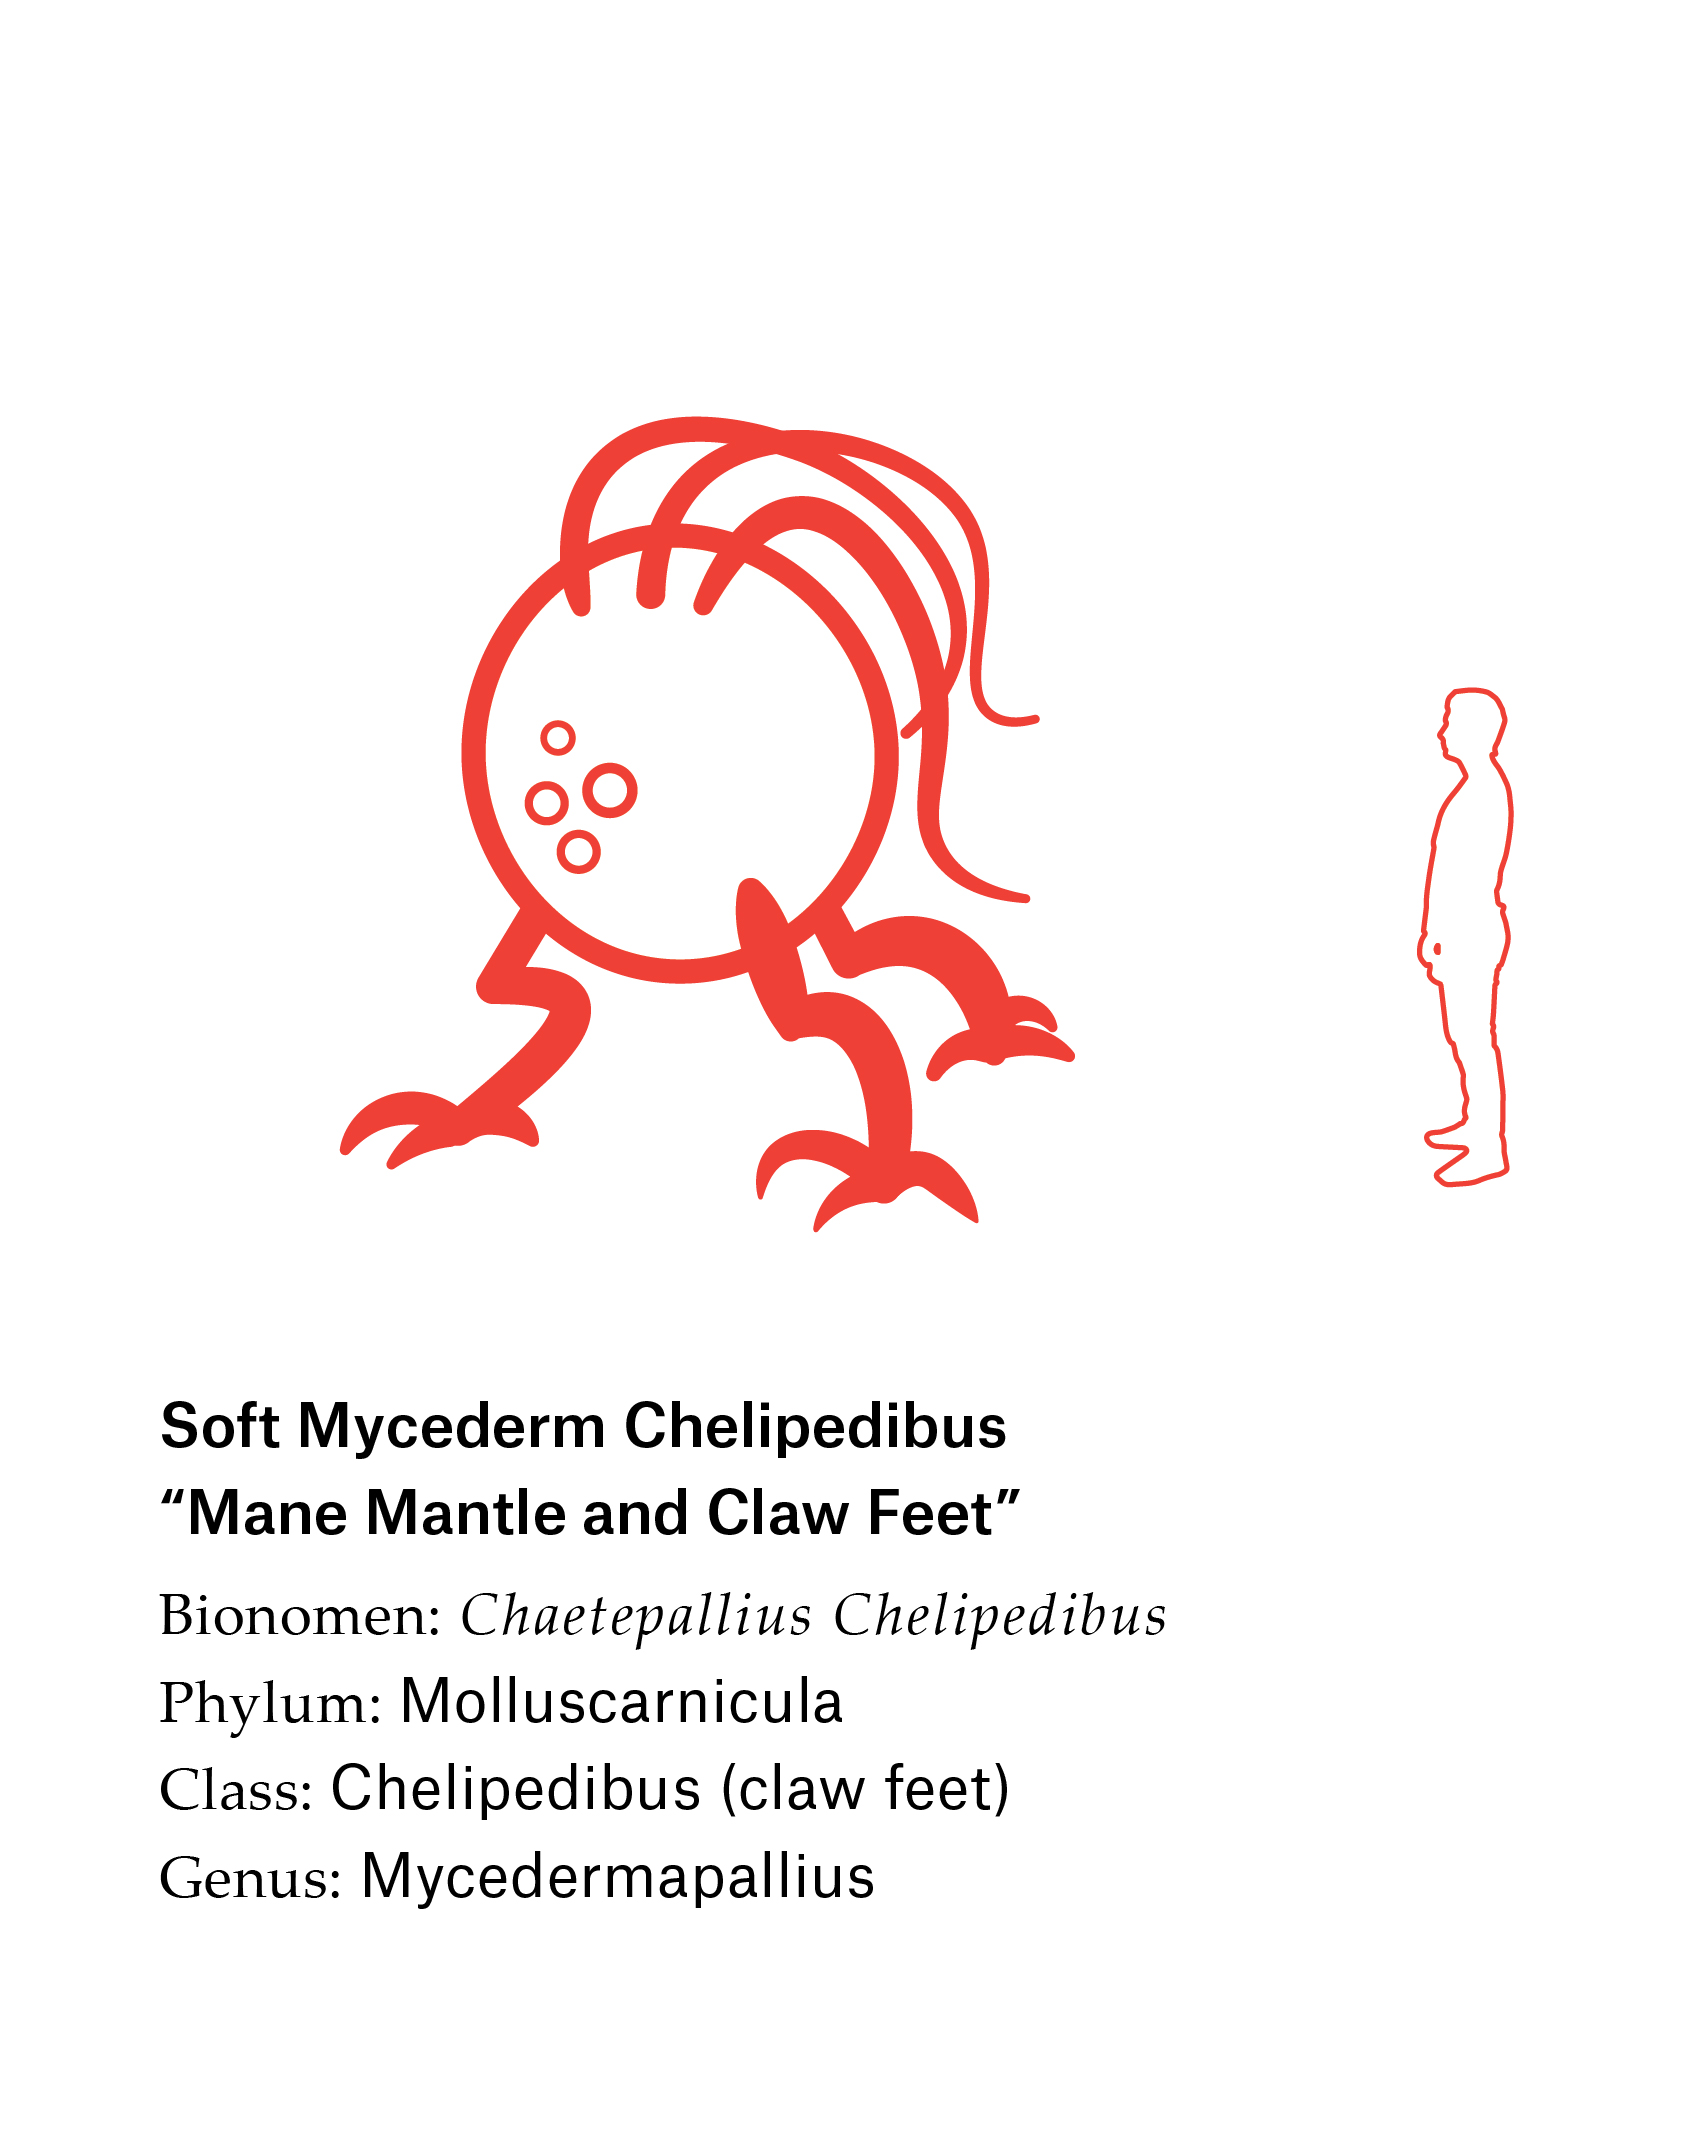 Soft Mycederm Chelipedibus
“Mane Mantle and Claw Feet”
Bionomen: Chaetepallius Chelipedibus
Phylum: Molluscarnicula
Class: Chelipedibus (claw feet)
Genus: Mycedermapallius